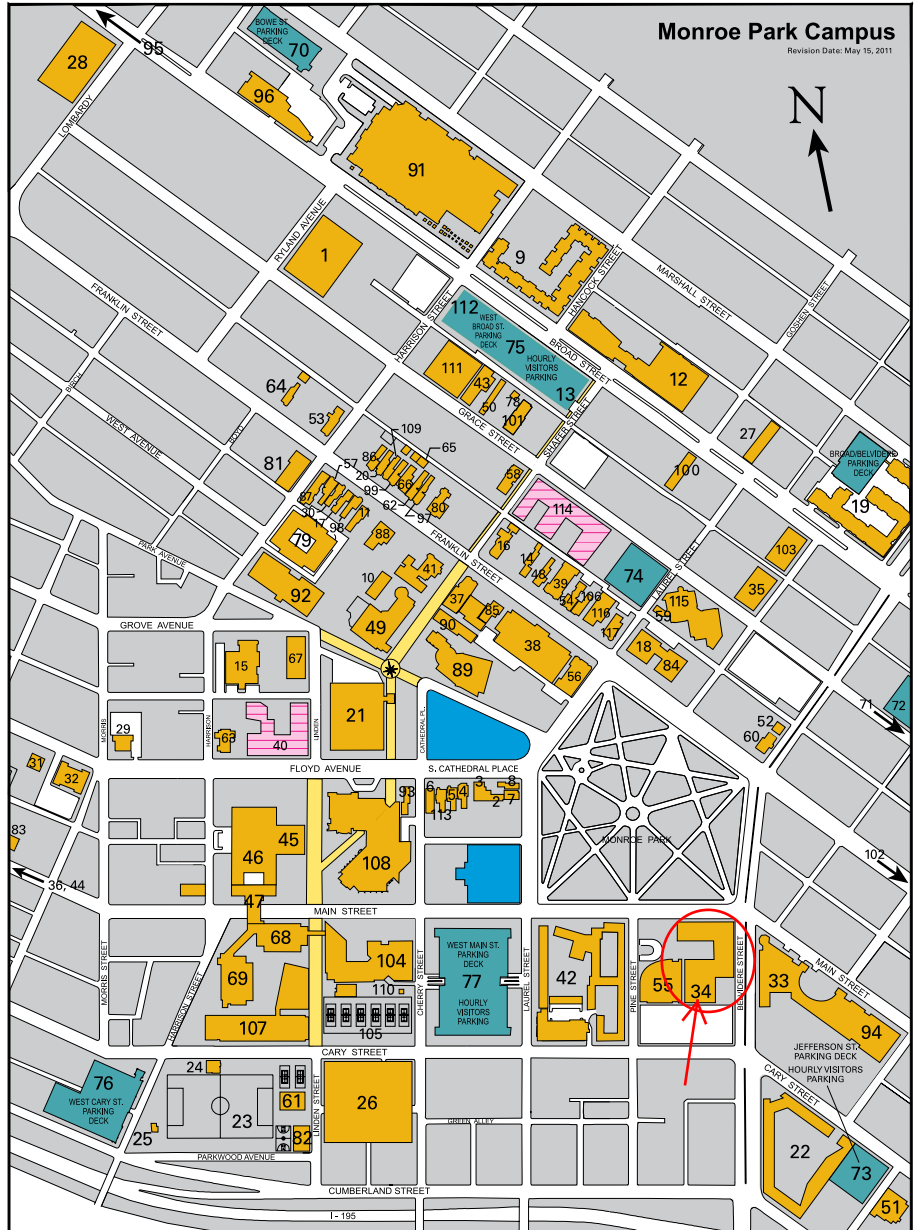 Monroe Park Campus
Revision Date: May 15, 2011
N
BOWE ST.
PARKING
DECK
70
95
28
96
LOMBARDY
91
RYLAND AVENUE
1
9
HANCOCK STREET
MARSHALL STREET
GOSHEN STREET
FRANKLIN STREET
HARRISON STREET
112
WEST
BROAD ST.
PARKING
DECK
75
HOURLY
VISITORS
PARKING
13
BROAD STREET
12
111
43
50
78
101
GRACE STREET
SHAFER STREET
64
53
BIRCH
WEST AVENUE
BOYD
81
109
65
86
20
99
66
62
97
80
57
87
30
17
98
11
79
88
58
27
100
BROAD/BELVIDERE
PARKING
DECK
19
114
74
LAUREL STREET
103
35
FRANKLIN STREET
16
14
48
39
54
106
116
117
115
59
18
84
PARK AVENUE
92
10
41
49
37
90
85
38
89
56
GROVE AVENUE
15
67
21
CATHEDRAL PL.
71
72
52
60
MORRIS
29
HARRISON
63
40
LINDEN
31
32
FLOYD AVENUE
S. CATHEDRAL PLACE
93
6
5
4
3
8
2
7
113
MONROE PARK
83
45
46
108
36, 44
102
47
MAIN STREET
MORRIS STREET
HARRISON STREET
68
69
104
110
105
107
CHERRY STREET
WEST MAIN ST.
PARKING
DECK
77
HOURLY
VISITORS
PARKING
LAUREL STREET
42
PINE STREET
55
34
BELVIDERE STREET
33
MAIN STREET
94
JEFFERSON ST.
PARKING DECK
HOURLY VISITORS
PARKING
CARY STREET
CARY STREET
76
WEST CARY ST.
PARKING
DECK
24
23
25
61
82
LINDEN STREET
26
GREEN ALLEY
22
73
51
PARKWOOD AVENUE
CUMBERLAND STREET
I - 195